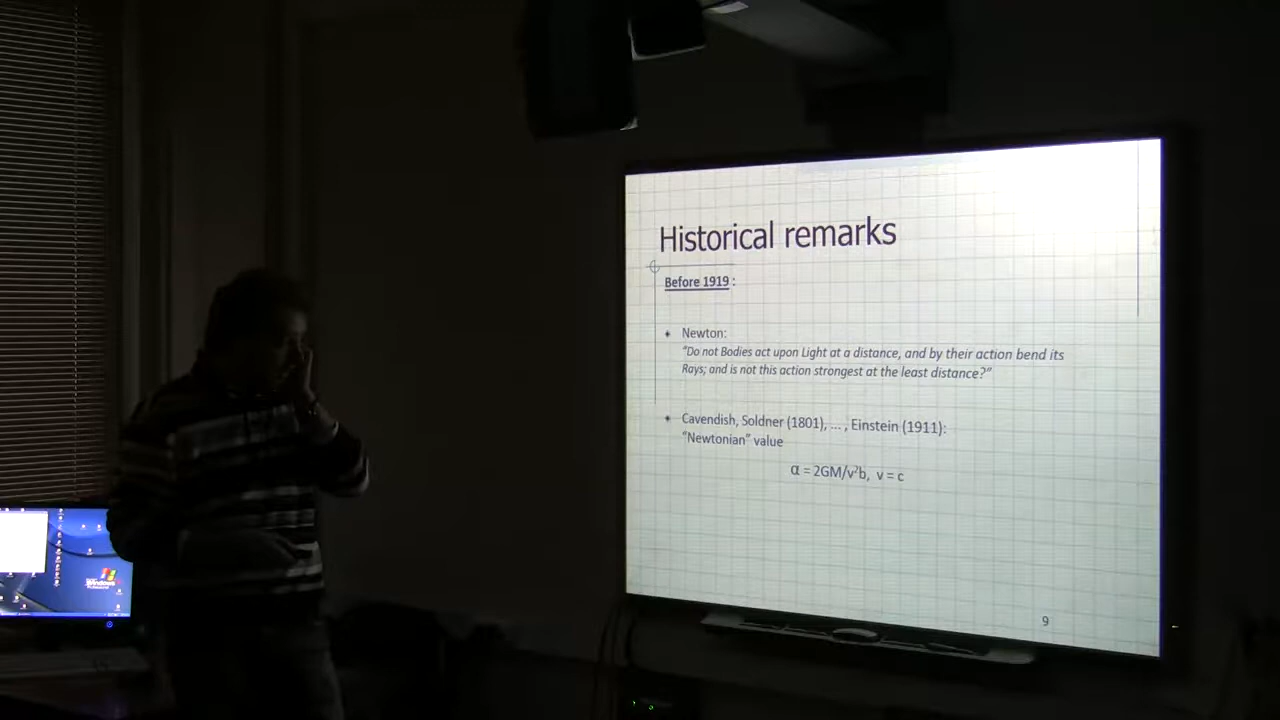 Historical remarks
Before 1919 :
Newton:
"Do not Bodies act upon Light at a distance, and by their action bend its
Rays; and is not this action strongest at the least distance?"
Cavendish, Soldner (1801), ... , Einstein (1911):
"Newtonian" value
α = 2GM/v²b, v = c
9
Windows